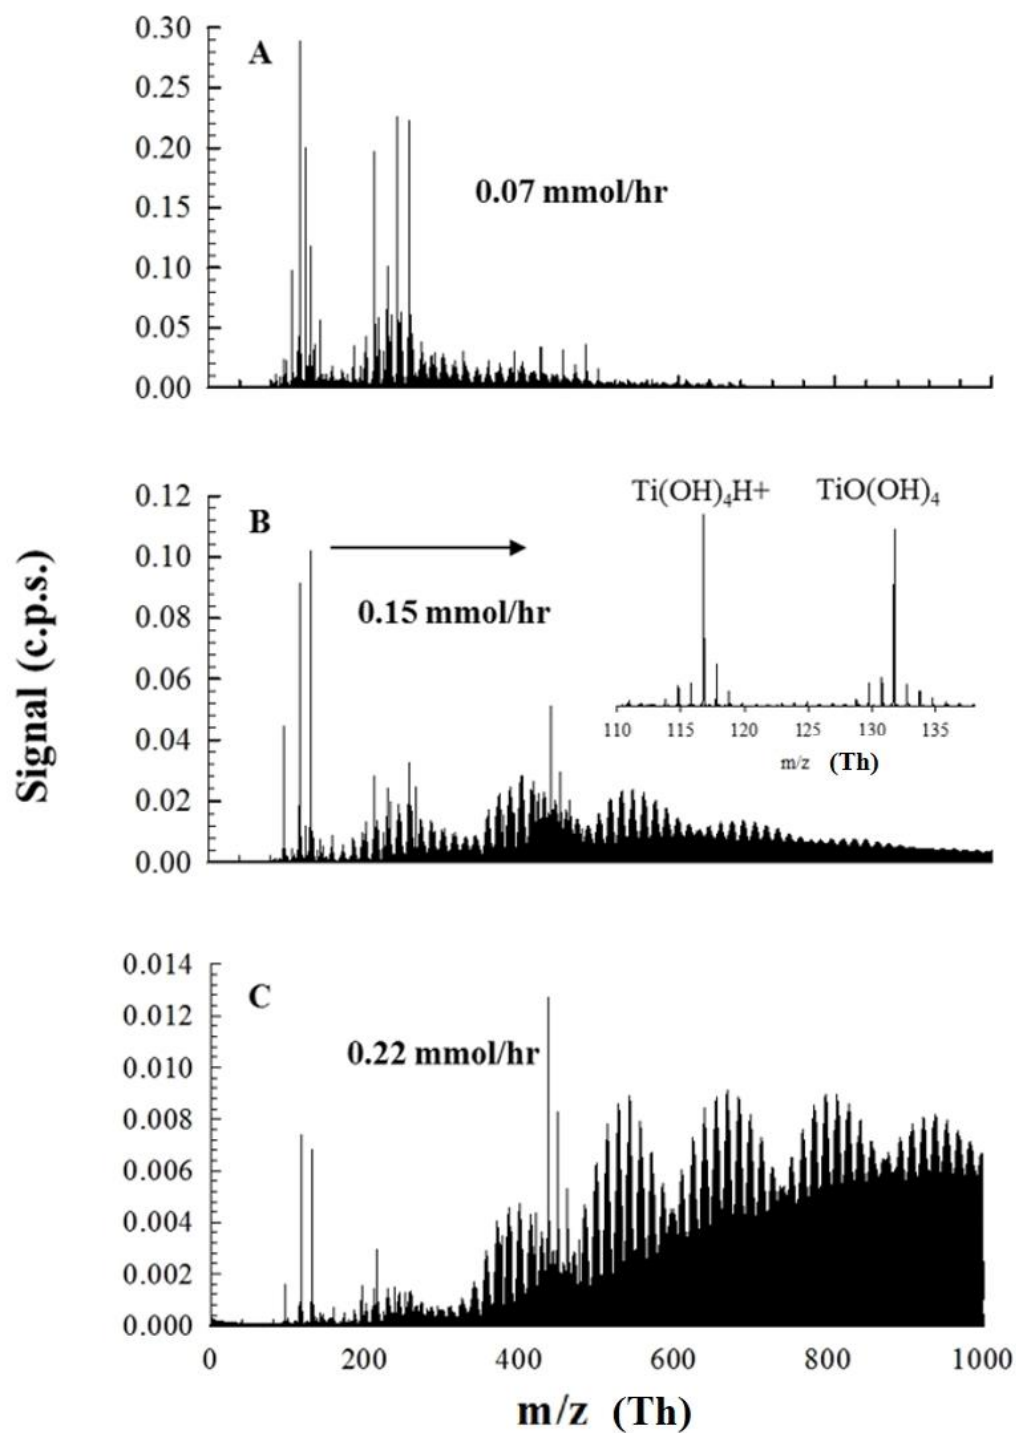 0.30
A
0.25
0.20
0.07 mmol/hr
0.15
0.10
0.05
0.00
0.12
Ti(OH)₄H+ TiO(OH)₄
B
0.10
0.15 mmol/hr
0.08
0.06
110 115 120 125 130 135
m/z (Th)
0.04
0.02
0.00
Signal (c.p.s.)
0.014
C
0.012
0.22 mmol/hr
0.010
0.008
0.006
0.004
0.002
0.000
0 200 400 600 800 1000
m/z (Th)